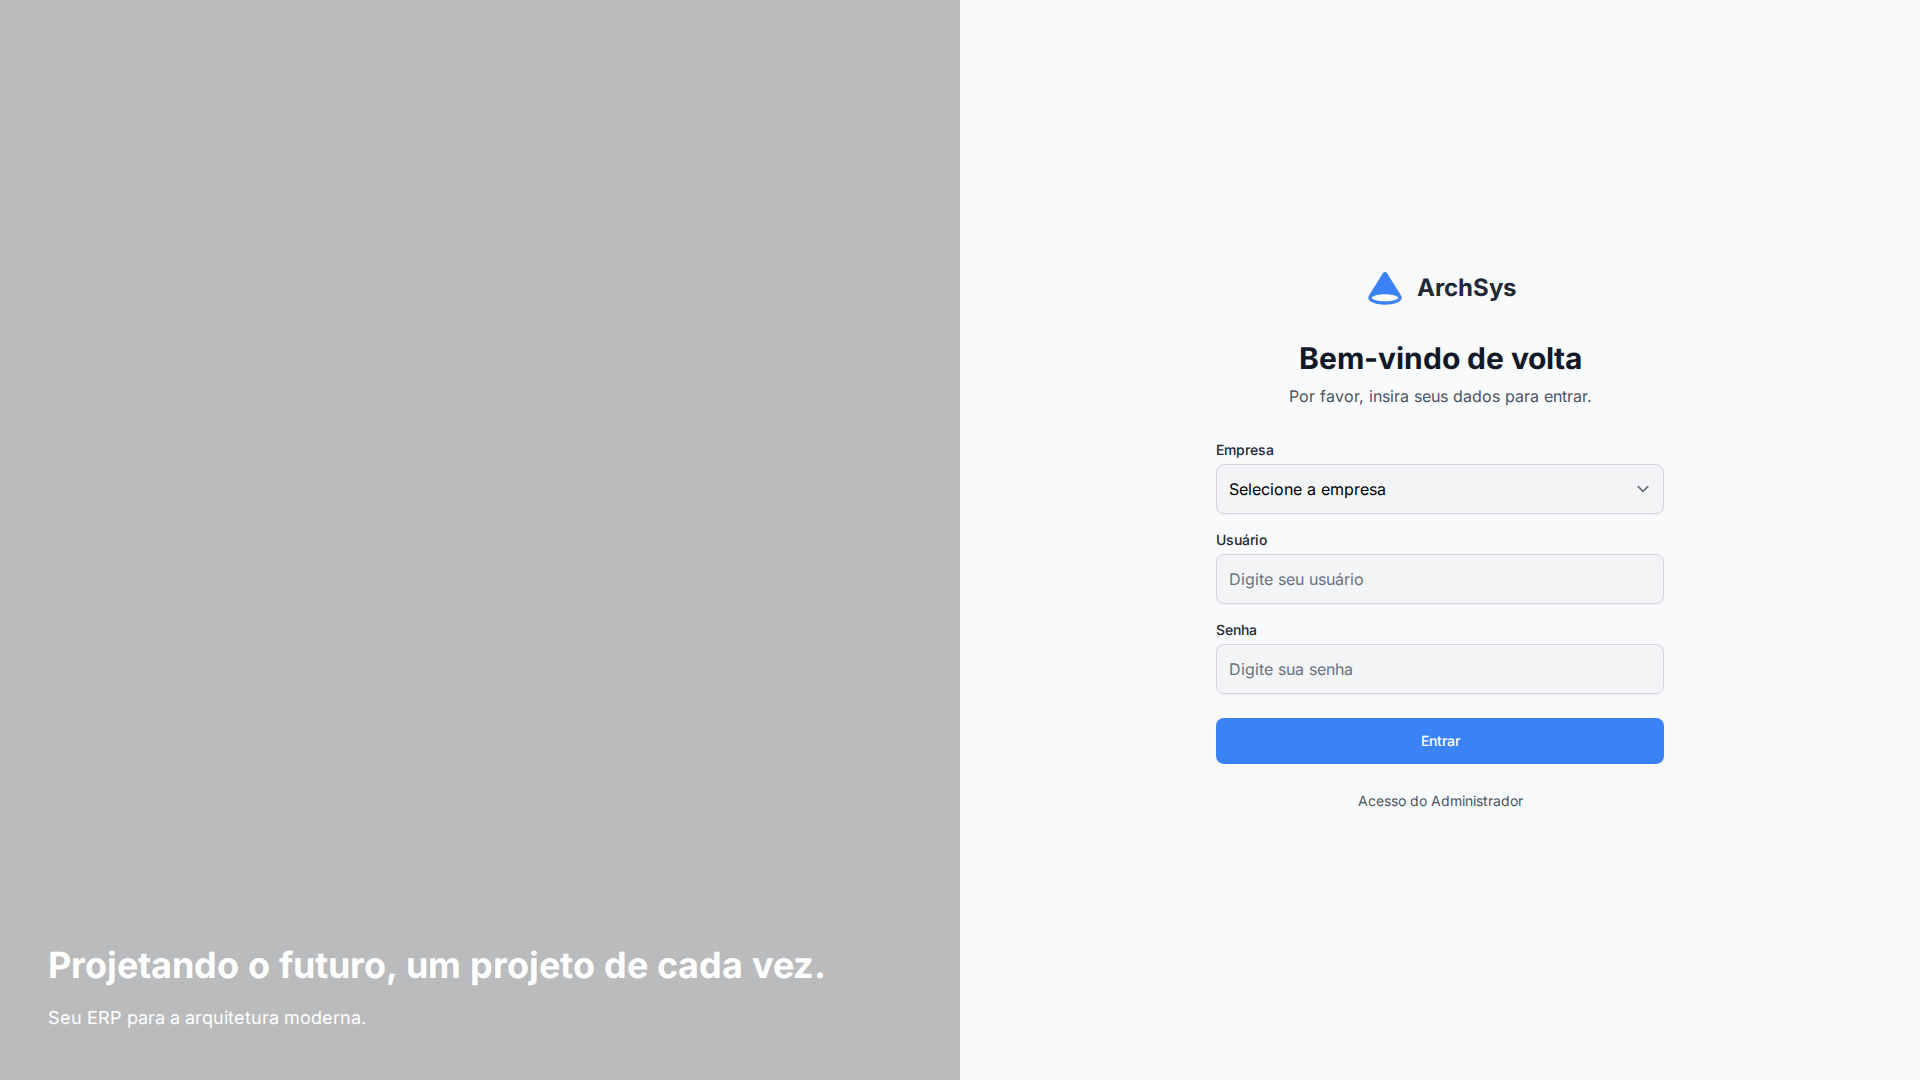 Projetando o futuro, um projeto de cada vez.
Seu ERP para a arquitetura moderna.
ArchSys
Bem-vindo de volta
Por favor, insira seus dados para entrar.
Empresa
Selecione a empresa
Usuário
Digite seu usuário
Senha
Digite sua senha
Entrar
Acesso do Administrador